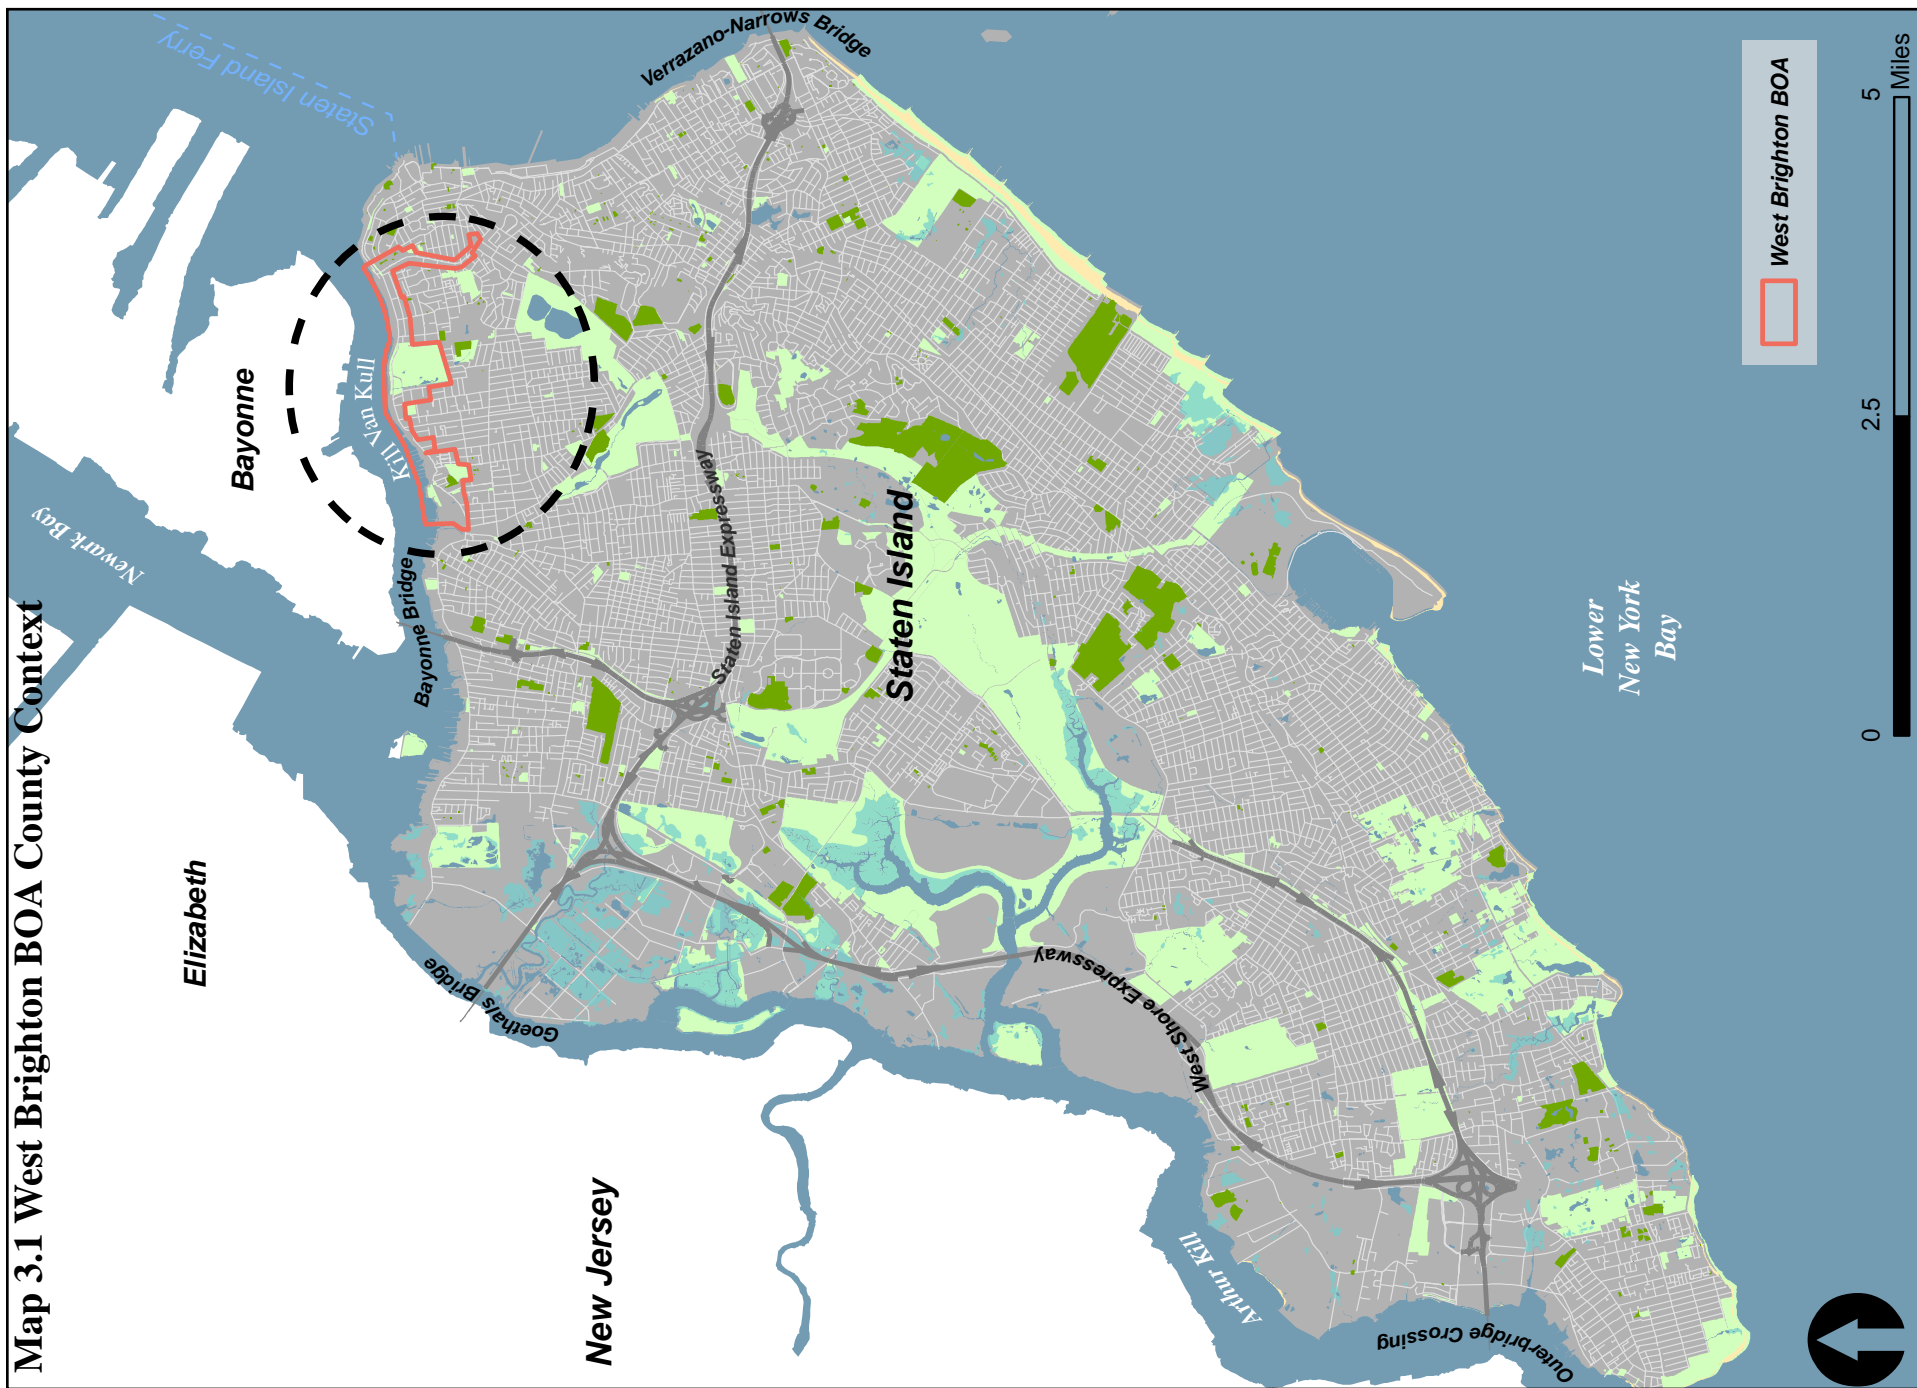 Map 3.1 West Brighton BOA County Context
Staten Island Ferry
Verrazano-Narrows Bridge
Newark Bay
Bayonne
Kill Van Kull
Bayonne Bridge
Elizabeth
Goethals Bridge
Staten Island Expressway
Staten Island
New Jersey
West Shore Expressway
Arthur Kill
Outerbridge Crossing
Lower
New York
Bay
West Brighton BOA
0 2.5 5
Miles